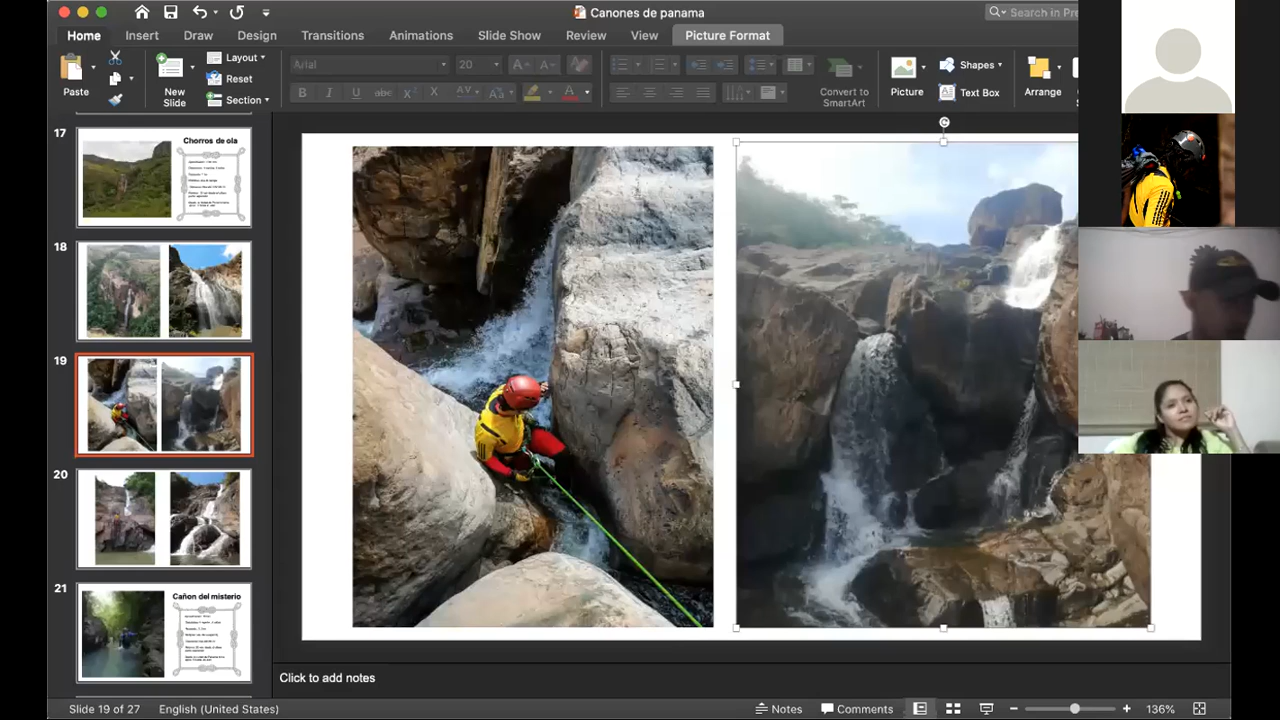 Canones de panama
Search in Pre
Home Insert Draw Design Transitions Animations Slide Show Review View Picture Format
Paste
New
Slide
Layout
Reset
Section
Arial
20
Convert to
SmartArt
Picture
Shapes
Text Box
Arrange
17
Chorros de ola
18
19
20
21
Cañon del misterio
Click to add notes
Slide 19 of 27 English (United States) Notes Comments 136%